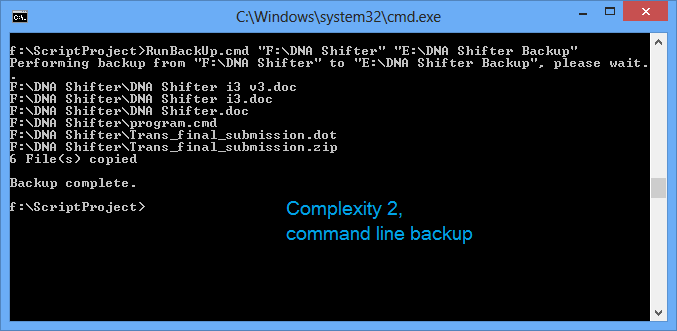 C:\Windows\system32\cmd.exe
f:\ScriptProject>RunBackUp.cmd "F:\DNA Shifter" "E:\DNA Shifter Backup"
Performing backup from "F:\DNA Shifter" to "E:\DNA Shifter Backup", please wait.
.
F:\DNA Shifter\DNA Shifter i3 v3.doc
F:\DNA Shifter\DNA Shifter i3.doc
F:\DNA Shifter\DNA Shifter.doc
F:\DNA Shifter\program.cmd
F:\DNA Shifter\Trans_final_submission.dot
F:\DNA Shifter\Trans_final_submission.zip
6 File(s) copied
Backup complete.
f:\ScriptProject>
Complexity 2,
command line backup